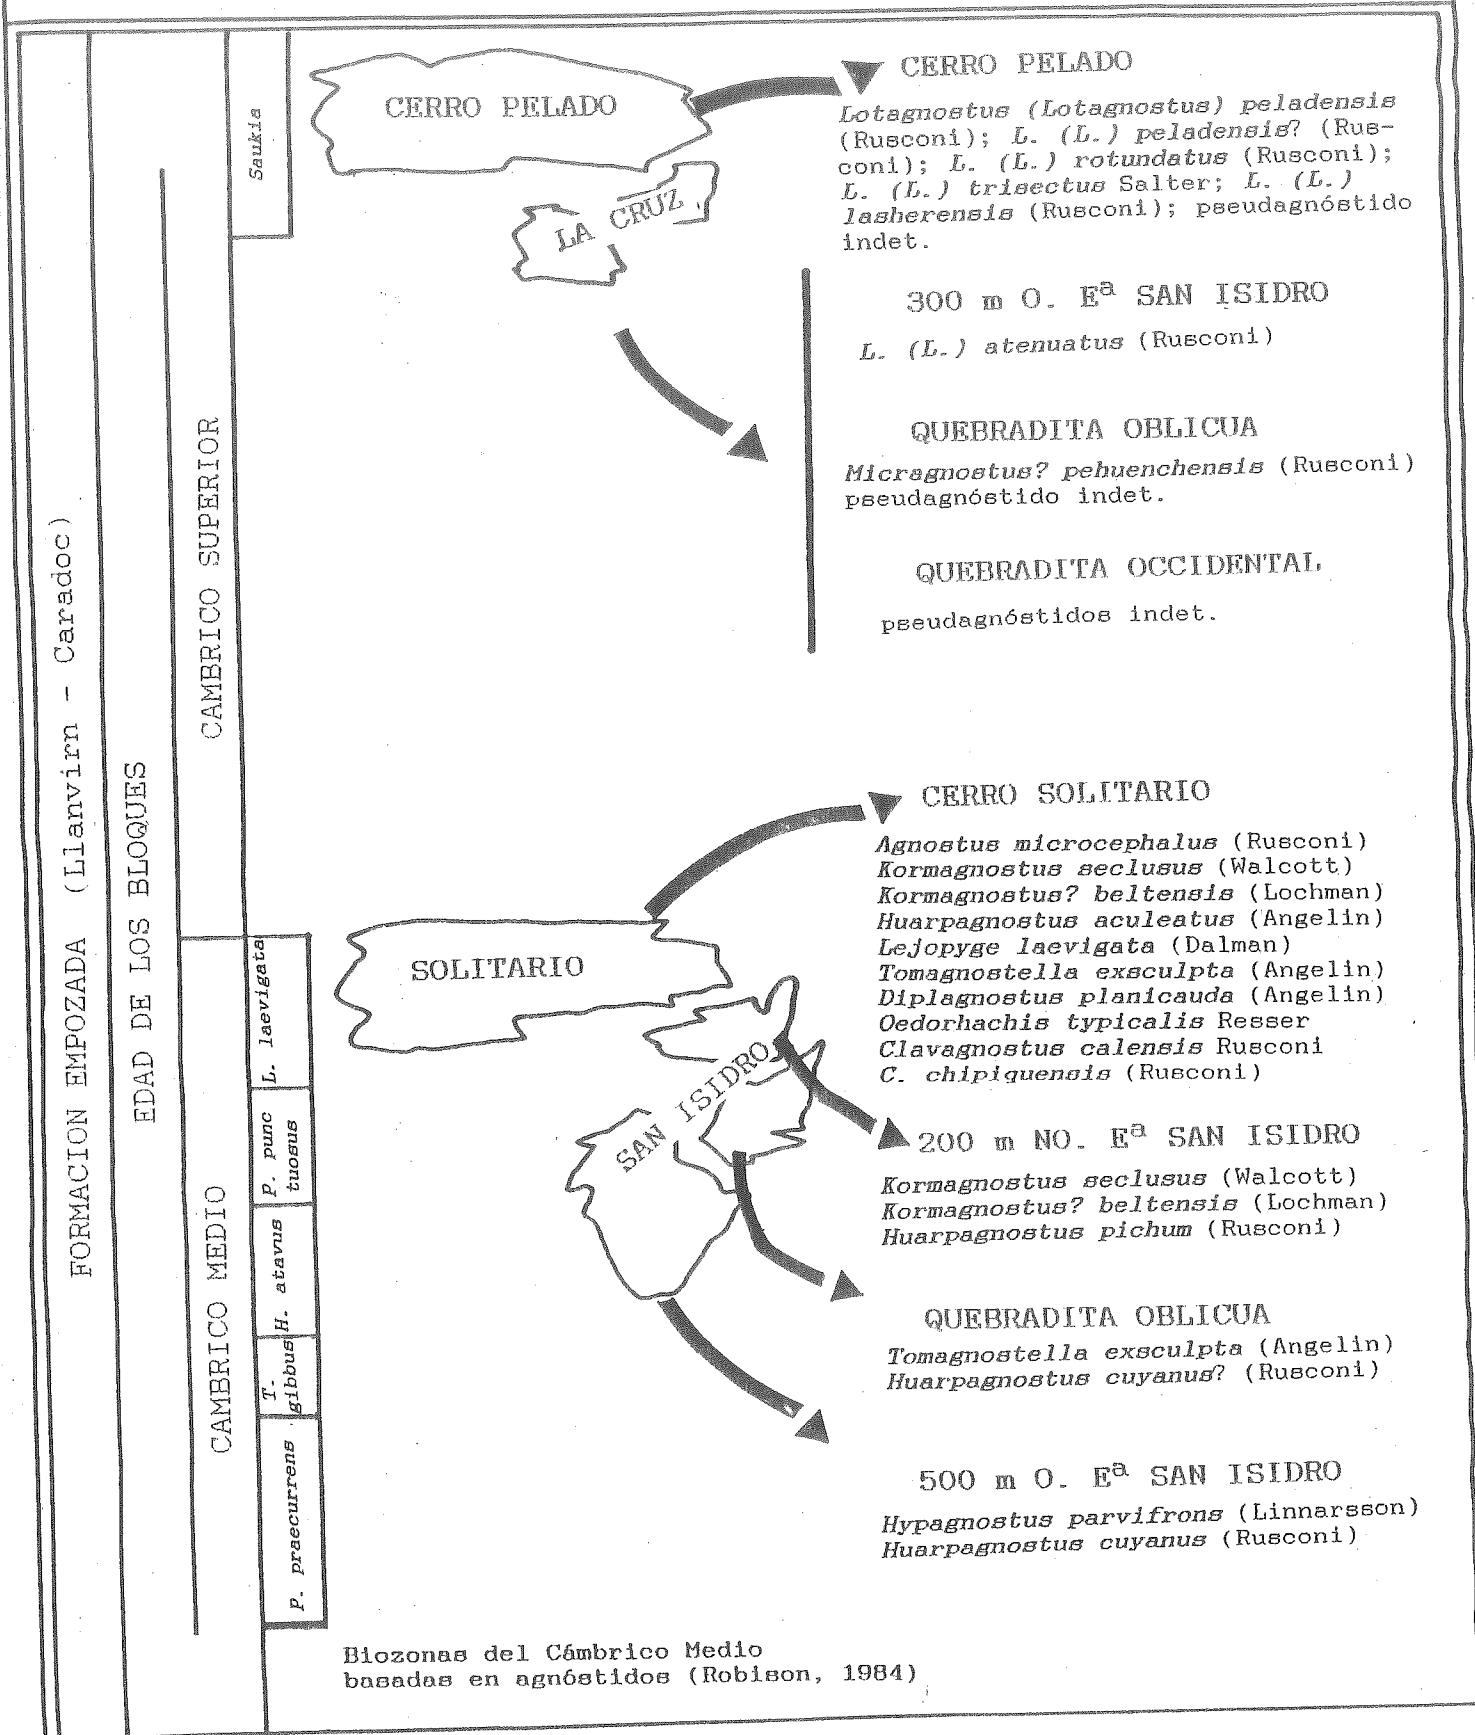 FORMACION EMPOZADA (Llanvirn - Caradoc)
EDAD DE LOS BLOQUES
CAMBRICO SUPERIOR
CAMBRICO MEDIO
Saukia
L. laevigata
P. punc
tuosus
H. atavus
T.
gibbus
P. praecurrens
CERRO PELADO
LA CRUZ
CERRO PELADO
Lotagnostus (Lotagnostus) peladensis
(Rusconi); L. (L.) peladensis? (Rus-
coni); L. (L.) rotundatus (Rusconi);
L. (L.) trisectus Salter; L. (L.)
lasherensis (Rusconi); pseudagnóstido
indet.
300 m O. Eª SAN ISIDRO
L. (L.) atenuatus (Rusconi)
QUEBRADITA OBLICUA
Micragnostus? pehuenchensis (Rusconi)
pseudagnóstido indet.
QUEBRADITA OCCIDENTAL
pseudagnóstidos indet.
SOLITARIO
SAN ISIDRO
CERRO SOLITARIO
Agnostus microcephalus (Rusconi)
Kormagnostus seclusus (Walcott)
Kormagnostus? beltensis (Lochman)
Huarpagnostus aculeatus (Angelin)
Lejopyge laevigata (Dalman)
Tomagnostella exsculpta (Angelin)
Diplagnostus planicauda (Angelin)
Oedorhachis typicalis Resser
Clavagnostus calensis Rusconi
C. chipiquensis (Rusconi)
200 m NO. Eª SAN ISIDRO
Kormagnostus seclusus (Walcott)
Kormagnostus? beltensis (Lochman)
Huarpagnostus pichum (Rusconi)
QUEBRADITA OBLICUA
Tomagnostella exsculpta (Angelin)
Huarpagnostus cuyanus? (Rusconi)
500 m O. Eª SAN ISIDRO
Hypagnostus parvifrons (Linnarsson)
Huarpagnostus cuyanus (Rusconi)
Biozonas del Cámbrico Medio
basadas en agnóstidos (Robison, 1984)